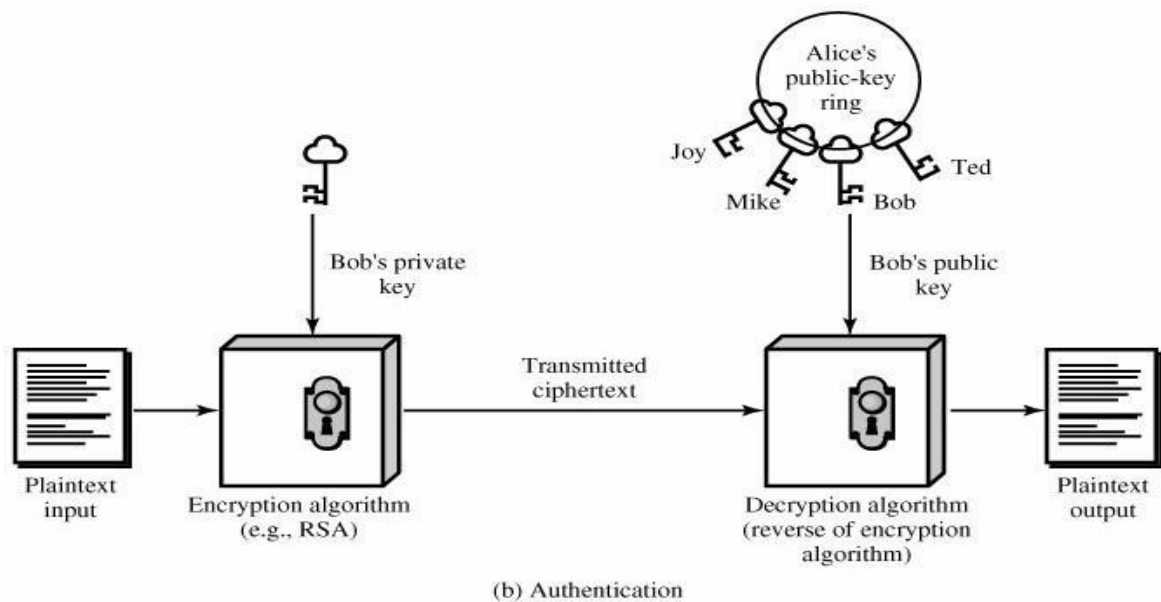 Alice's
public-key
ring
Joy
Mike
Bob
Ted
Bob's private
key
Bob's public
key
Transmitted
ciphertext
Plaintext
input
Encryption algorithm
(e.g., RSA)
Decryption algorithm
(reverse of encryption
algorithm)
Plaintext
output
(b) Authentication